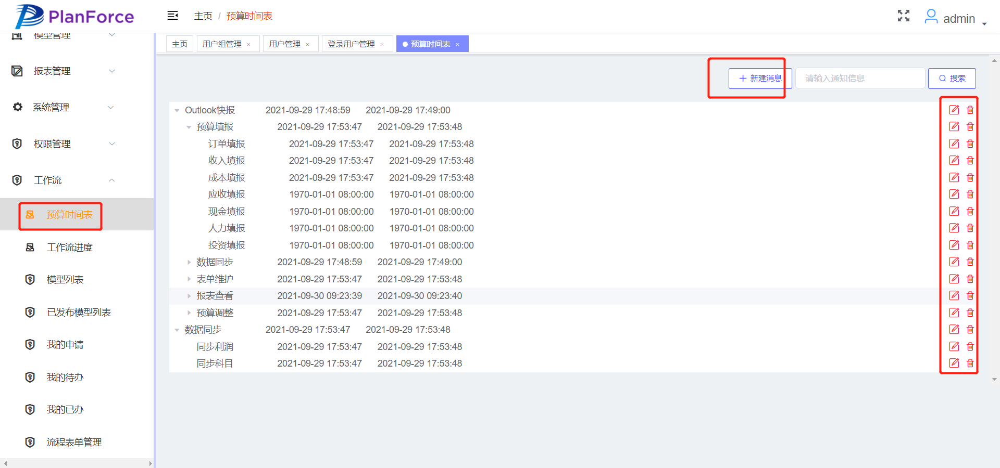 PlanForce
主页 / 预算时间表
admin
主页
用户组管理 ×
用户管理 ×
登录用户管理 ×
预算时间表 ×
模型管理
报表管理
系统管理
权限管理
工作流
预算时间表
工作流进度
模型列表
已发布模型列表
我的申请
我的待办
我的已办
流程表单管理
+ 新建消息
请输入通知信息
搜索
Outlook快报 2021-09-29 17:48:59 2021-09-29 17:49:00
预算填报 2021-09-29 17:53:47 2021-09-29 17:53:48
订单填报 2021-09-29 17:53:47 2021-09-29 17:53:48
收入填报 2021-09-29 17:53:47 2021-09-29 17:53:48
成本填报 2021-09-29 17:53:47 2021-09-29 17:53:48
应收填报 1970-01-01 08:00:00 1970-01-01 08:00:00
现金填报 1970-01-01 08:00:00 1970-01-01 08:00:00
人力填报 1970-01-01 08:00:00 1970-01-01 08:00:00
投资填报 1970-01-01 08:00:00 1970-01-01 08:00:00
数据同步 2021-09-29 17:48:59 2021-09-29 17:49:00
表单维护 2021-09-29 17:53:47 2021-09-29 17:53:48
报表查看 2021-09-30 09:23:39 2021-09-30 09:23:40
预算调整 2021-09-29 17:53:47 2021-09-29 17:53:48
数据同步 2021-09-29 17:53:47 2021-09-29 17:53:48
同步利润 2021-09-29 17:53:47 2021-09-29 17:53:48
同步科目 2021-09-29 17:53:47 2021-09-29 17:53:48